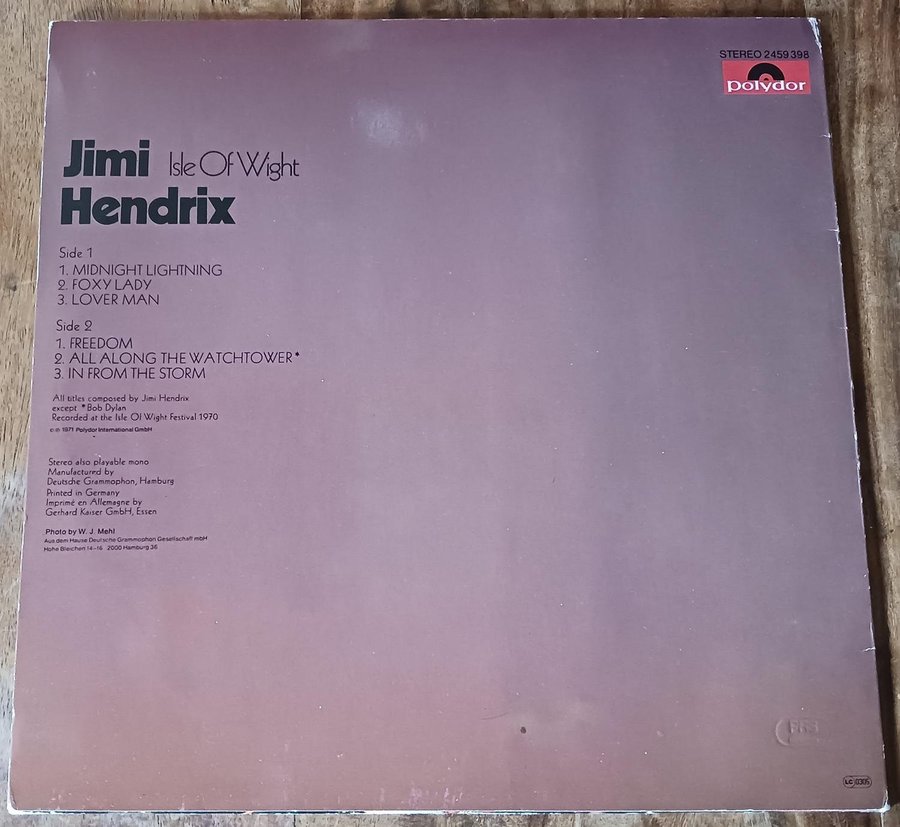 STEREO 2459 398
polydor
Jimi Isle Of Wight
Hendrix
Side 1
1. MIDNIGHT LIGHTNING
2. FOXY LADY
3. LOVER MAN
Side 2
1. FREEDOM
2. ALL ALONG THE WATCHTOWER*
3. IN FROM THE STORM
All titles composed by Jimi Hendrix
except *Bob Dylan
Recorded at the Isle Of Wight Festival 1970
1971 Polydor International GmbH
Stereo also playable mono
Manufactured by
Deutsche Grammophon, Hamburg
Printed in Germany
Imprimé en Allemagne by
Gerhard Kaiser GmbH, Essen
Photo by W. J. Mehl
Aus dem Hause Deutsche Grammophon Gesellschaft mbH
Hohe Bleichen 14-16 2000 Hamburg 36
LC 0305